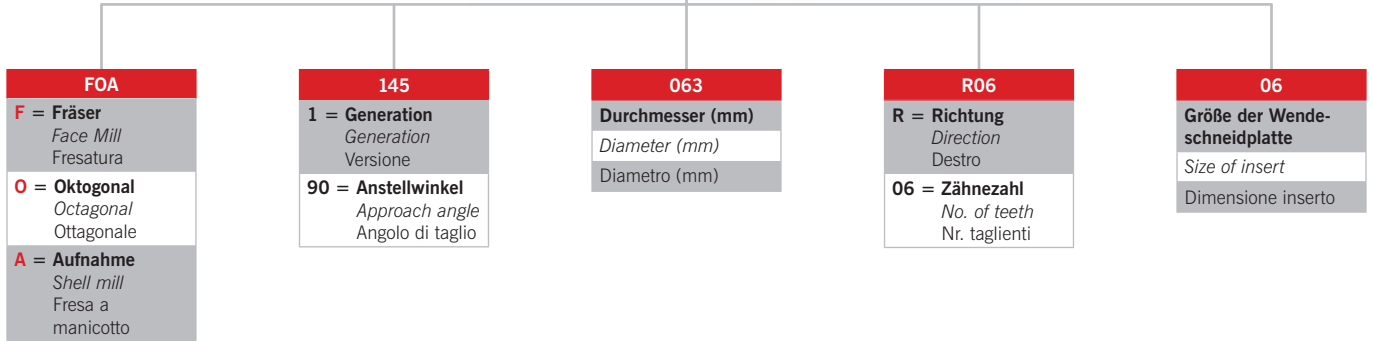 FOA
F = Fräser
Face Mill
Fresatura
O = Oktogonal
Octagonal
Ottagonale
A = Aufnahme
Shell mill
Fresa a
manicotto
145
1 = Generation
Generation
Versione
90 = Anstellwinkel
Approach angle
Angolo di taglio
063
Durchmesser (mm)
Diameter (mm)
Diametro (mm)
R06
R = Richtung
Direction
Destro
06 = Zähnezahl
No. of teeth
Nr. taglienti
06
Größe der Wende-
schneidplatte
Size of insert
Dimensione inserto